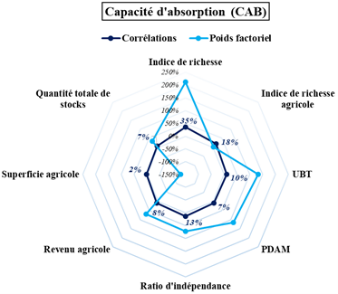 Capacité d'absorption (CAB)
Corrélations
Poids factoriel
Indice de richesse
250%
200%
150%
100%
50%
0%
-50%
-100%
-150%
35%
Indice de richesse
agricole
18%
UBT
10%
PDAM
7%
Ratio d'indépendance
13%
Revenu agricole
8%
Superficie agricole
2%
Quantité totale de
stocks
7%